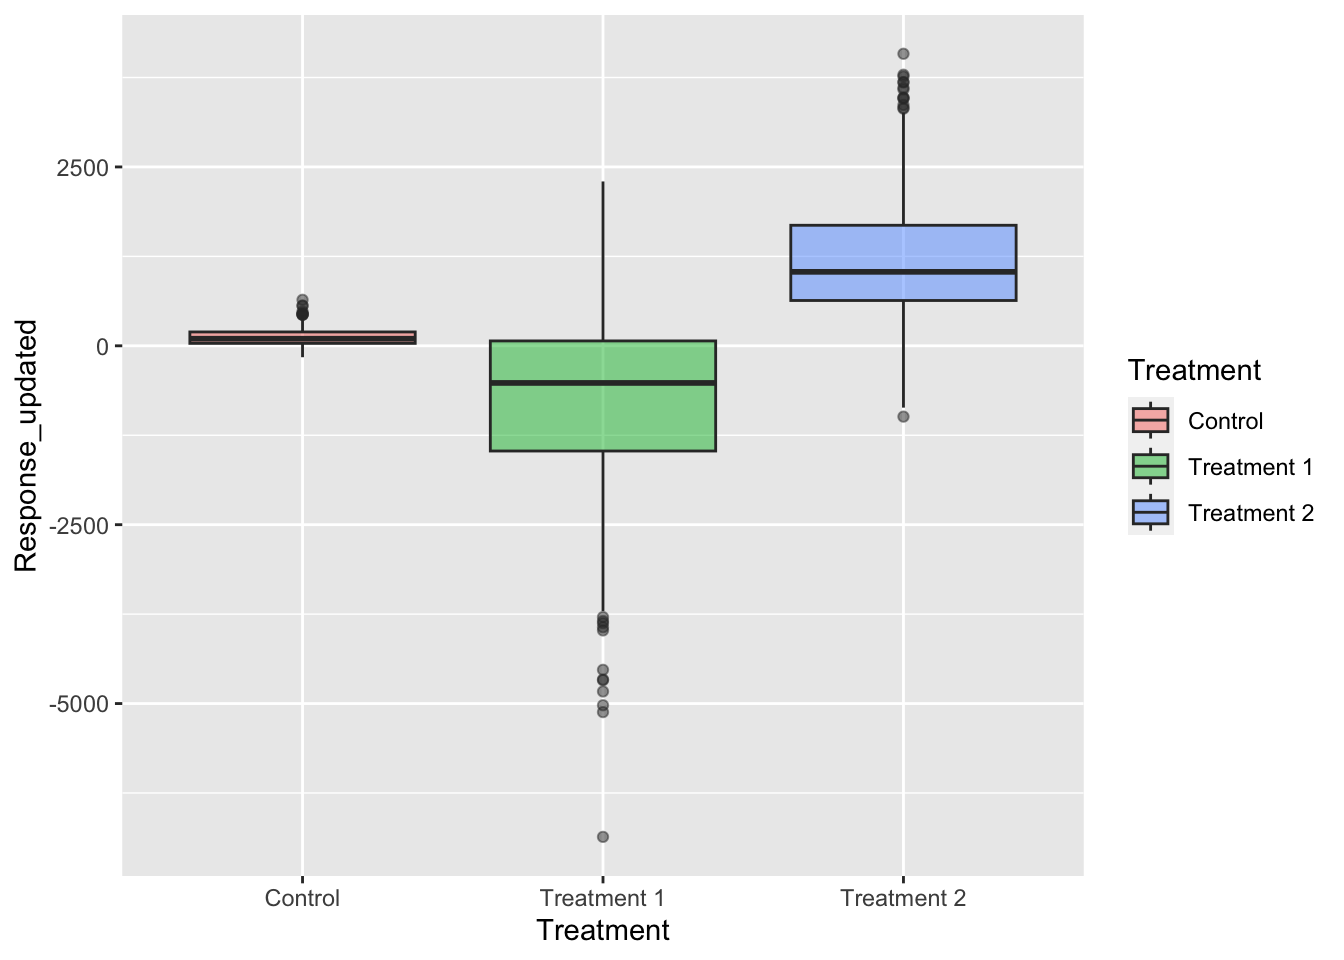 Response_updated
2500
0
-2500
-5000
Control
Treatment 1
Treatment 2
Treatment
Treatment
Control
Treatment 1
Treatment 2